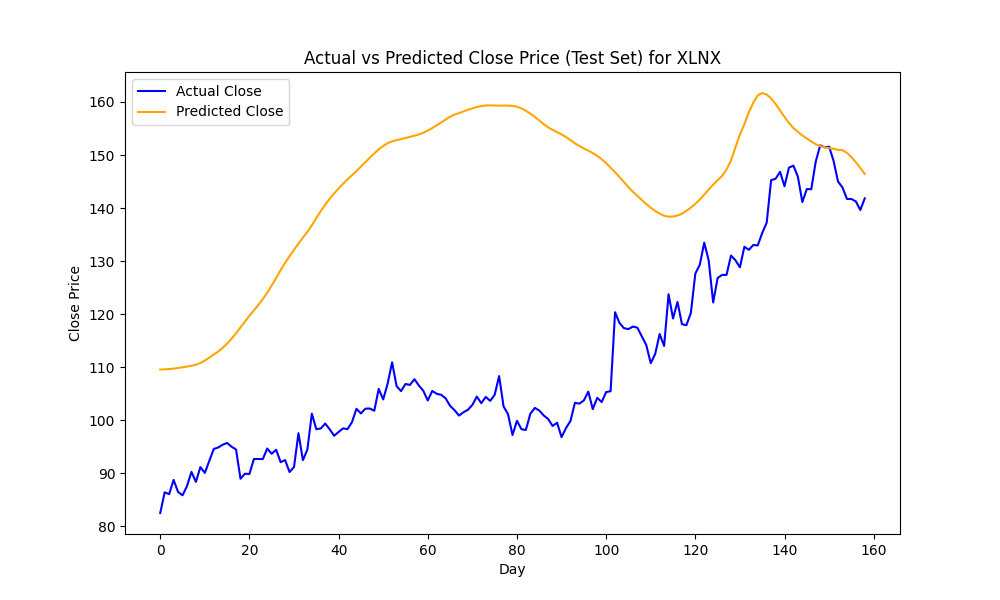 Actual vs Predicted Close Price (Test Set) for XLNX
Actual Close
Predicted Close
Close Price
160
150
140
130
120
110
100
90
80
0 20 40 60 80 100 120 140 160
Day